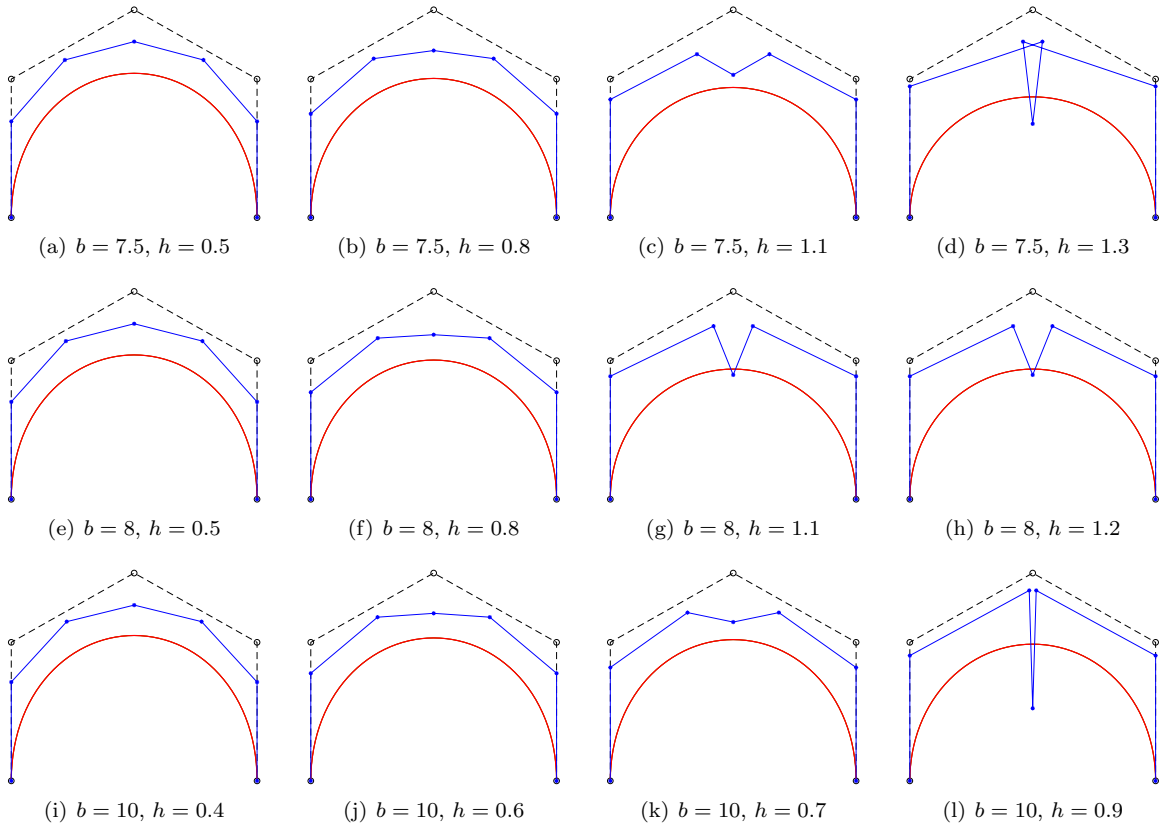 (a) b = 7.5, h = 0.5
(b) b = 7.5, h = 0.8
(c) b = 7.5, h = 1.1
(d) b = 7.5, h = 1.3
(e) b = 8, h = 0.5
(f) b = 8, h = 0.8
(g) b = 8, h = 1.1
(h) b = 8, h = 1.2
(i) b = 10, h = 0.4
(j) b = 10, h = 0.6
(k) b = 10, h = 0.7
(l) b = 10, h = 0.9